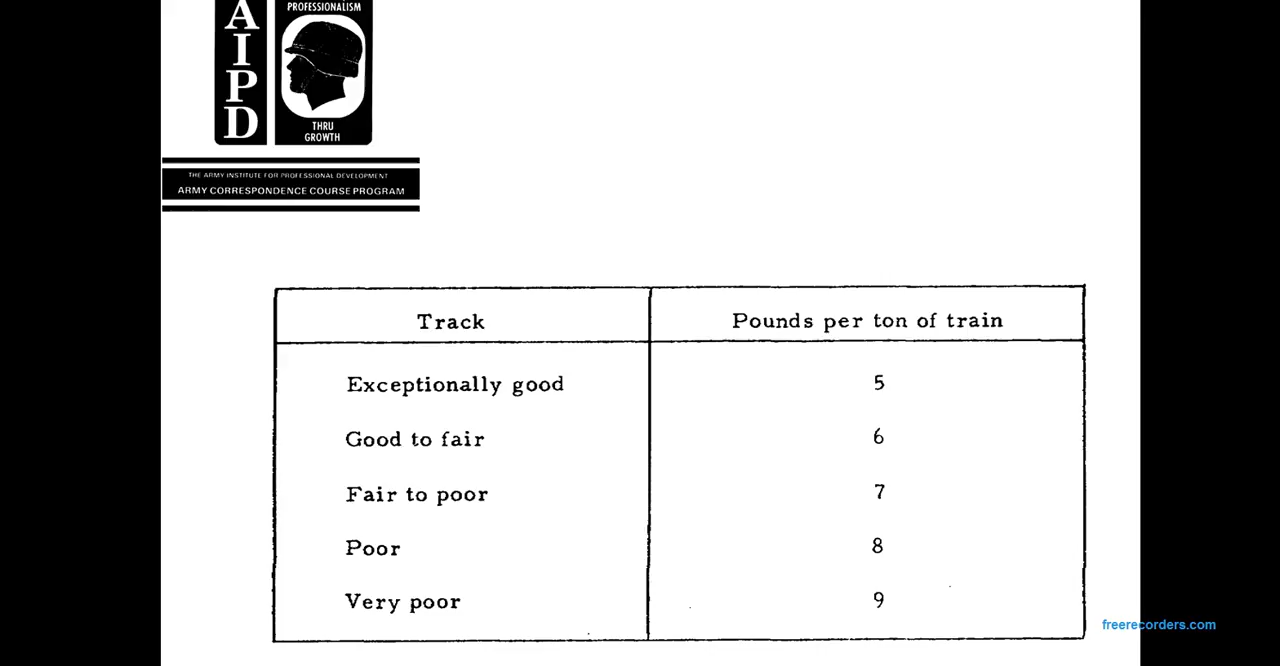 AIPD
PROFESSIONALISM
THRU
GROWTH
THE ARMY INSTITUTE FOR PROFESSIONAL DEVELOPMENT
ARMY CORRESPONDENCE COURSE PROGRAM
Track Pounds per ton of train
Exceptionally good 5
Good to fair 6
Fair to poor 7
Poor 8
Very poor 9
freerecorders.com